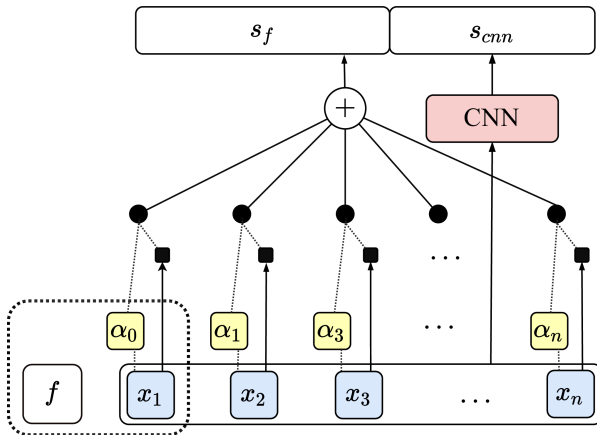 s_f s_cnn
+
CNN
...
α_0 α_1 α_3 ... α_n
f x_1 x_2 x_3 ... x_n